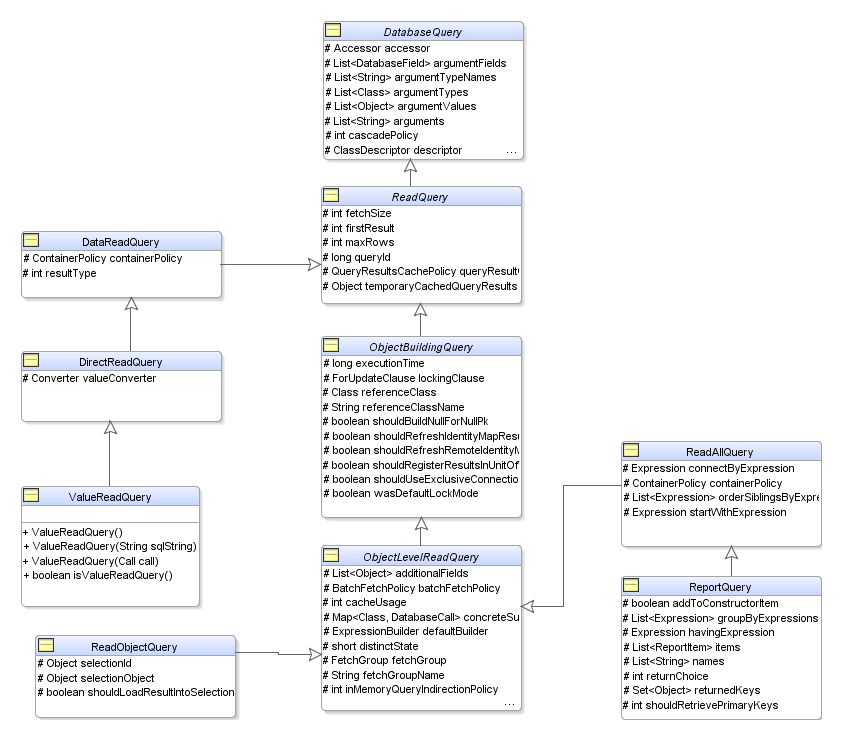 DatabaseQuery
# Accessor accessor
# List<DatabaseField> argumentFields
# List<String> argumentTypeNames
# List<Class> argumentTypes
# List<Object> argumentValues
# List<String> arguments
# int cascadePolicy
# ClassDescriptor descriptor ...
ReadQuery
# int fetchSize
# int firstResult
# int maxRows
# long queryId
# QueryResultsCachePolicy queryResult
# Object temporaryCachedQueryResults
DataReadQuery
# ContainerPolicy containerPolicy
# int resultType
DirectReadQuery
# Converter valueConverter
ValueReadQuery
+ ValueReadQuery()
+ ValueReadQuery(String sqlString)
+ ValueReadQuery(Call call)
+ boolean isValueReadQuery()
ObjectBuildingQuery
# long executionTime
# ForUpdateClause lockingClause
# Class referenceClass
# String referenceClassName
# boolean shouldBuildNullForNullPk
# boolean shouldRefreshIdentityMapResu
# boolean shouldRefreshRemoteIdentityM
# boolean shouldRegisterResultsInUnitOf
# boolean shouldUseExclusiveConnectio
# boolean wasDefaultLockMode
ReadAllQuery
# Expression connectByExpression
# ContainerPolicy containerPolicy
# List<Expression> orderSiblingsByExpre
# Expression startWithExpression
ObjectLevelReadQuery
# List<Object> additionalFields
# BatchFetchPolicy batchFetchPolicy
# int cacheUsage
# Map<Class, DatabaseCall> concreteSu
# ExpressionBuilder defaultBuilder
# short distinctState
# FetchGroup fetchGroup
# String fetchGroupName
# int inMemoryQueryIndirectionPolicy
...
ReadObjectQuery
# Object selectionId
# Object selectionObject
# boolean shouldLoadResultIntoSelection
ReportQuery
# boolean addToConstructorItem
# List<Expression> groupByExpressions
# Expression havingExpression
# List<ReportItem> items
# List<String> names
# int returnChoice
# Set<Object> returnedKeys
# int shouldRetrievePrimaryKeys